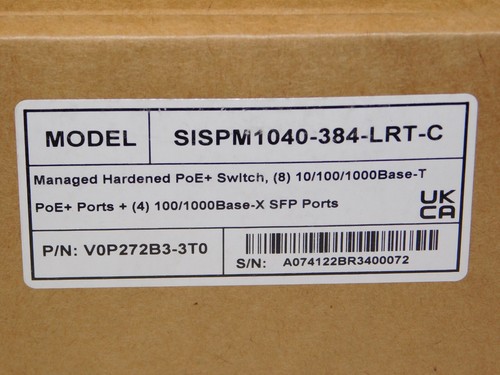 MODEL SISPM1040-384-LRT-C
Managed Hardened PoE+ Switch, (8) 10/100/1000Base-T
PoE+ Ports + (4) 100/1000Base-X SFP Ports
UK
CA
P/N: V0P272B3-3T0
S/N: A074122BR3400072